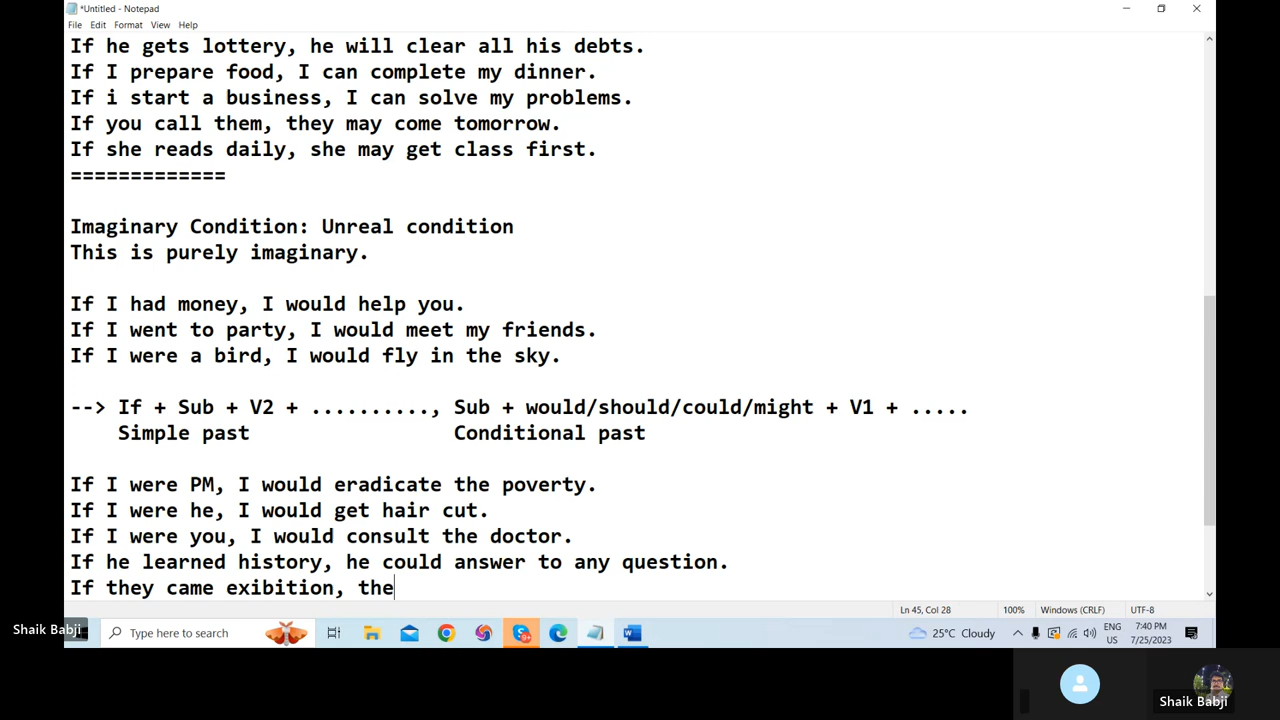 *Untitled - Notepad
File Edit Format View Help
If he gets lottery, he will clear all his debts.
If I prepare food, I can complete my dinner.
If i start a business, I can solve my problems.
If you call them, they may come tomorrow.
If she reads daily, she may get class first.
=============
Imaginary Condition: Unreal condition
This is purely imaginary.
If I had money, I would help you.
If I went to party, I would meet my friends.
If I were a bird, I would fly in the sky.
--> If + Sub + V2 + .........., Sub + would/should/could/might + V1 + .....
Simple past Conditional past
If I were PM, I would eradicate the poverty.
If I were he, I would get hair cut.
If I were you, I would consult the doctor.
If he learned history, he could answer to any question.
If they came exibition, the
Ln 45, Col 28 100% Windows (CRLF) UTF-8
Shaik Babji
Type here to search
25°C Cloudy
ENG
US
7:40 PM
7/25/2023
Shaik Babji